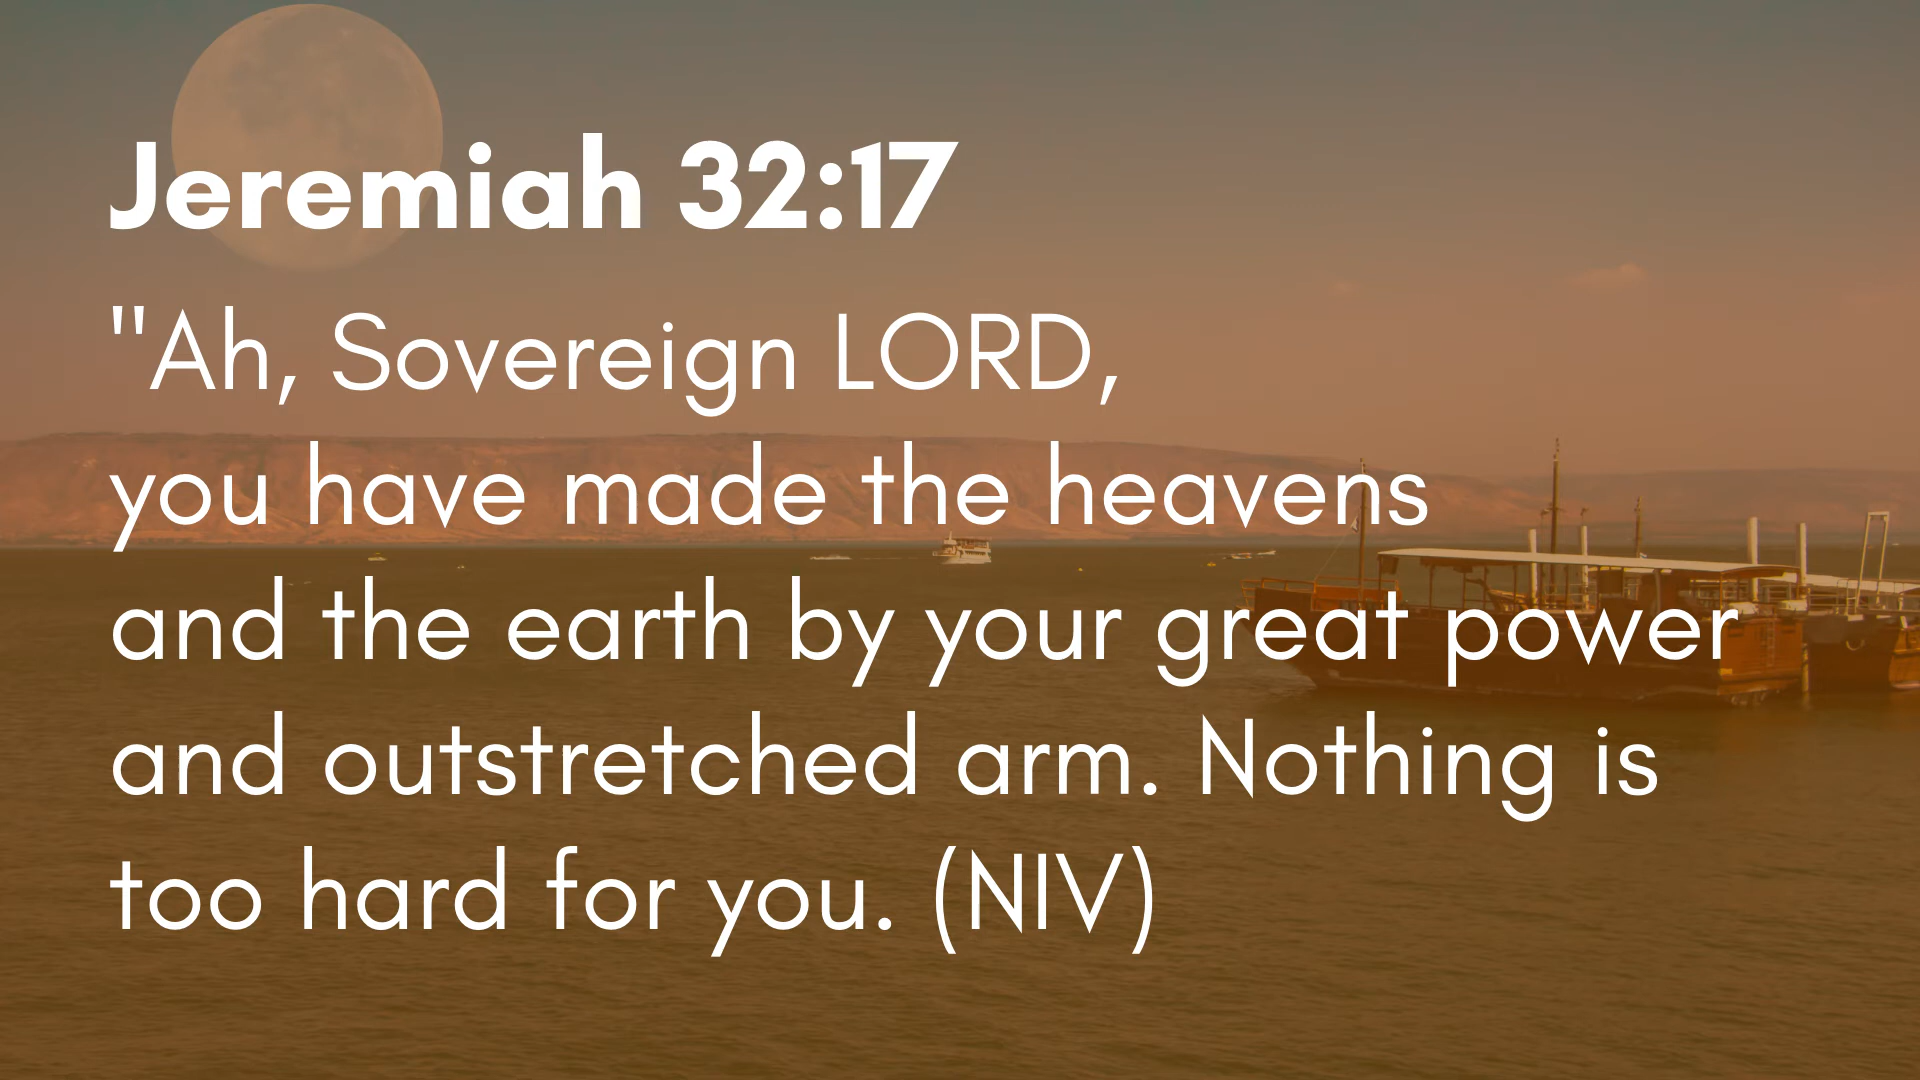 Jeremiah 32:17
"Ah, Sovereign LORD,
you have made the heavens
and the earth by your great power
and outstretched arm. Nothing is
too hard for you. (NIV)